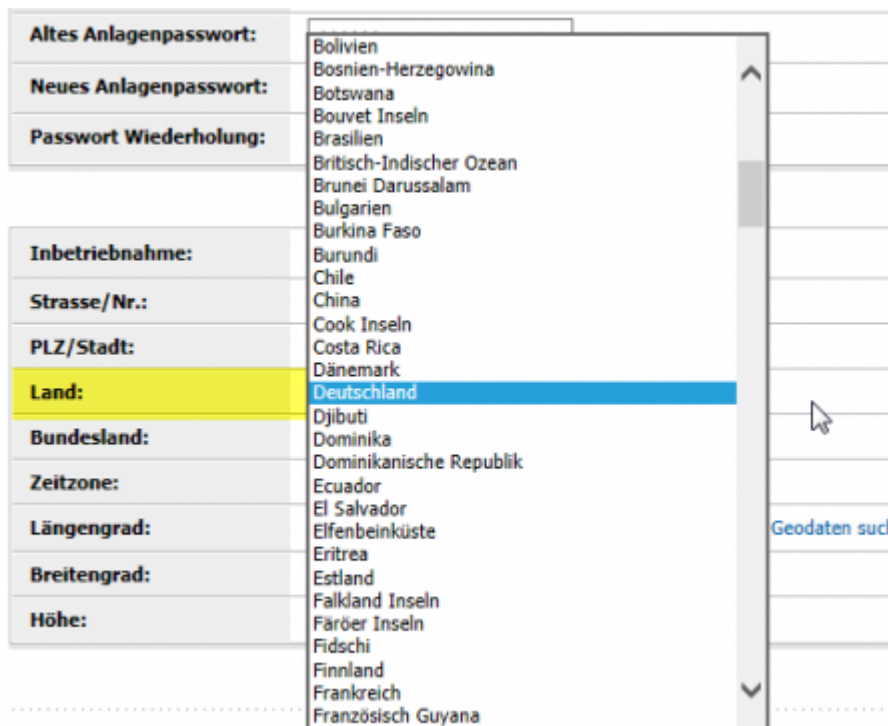 Altes Anlagenpasswort:
Neues Anlagenpasswort:
Passwort Wiederholung:
Inbetriebnahme:
Strasse/Nr.:
PLZ/Stadt:
Land:
Bundesland:
Zeitzone:
Längengrad:
Breitengrad:
Höhe:
Bolivien
Bosnien-Herzegowina
Botswana
Bouvet Inseln
Brasilien
Britisch-Indischer Ozean
Brunei Darussalam
Bulgarien
Burkina Faso
Burundi
Chile
China
Cook Inseln
Costa Rica
Dänemark
Deutschland
Djibuti
Dominika
Dominikanische Republik
Ecuador
El Salvador
Elfenbeinküste
Eritrea
Estland
Falkland Inseln
Färöer Inseln
Fidschi
Finnland
Frankreich
Französisch Guyana
Geodaten